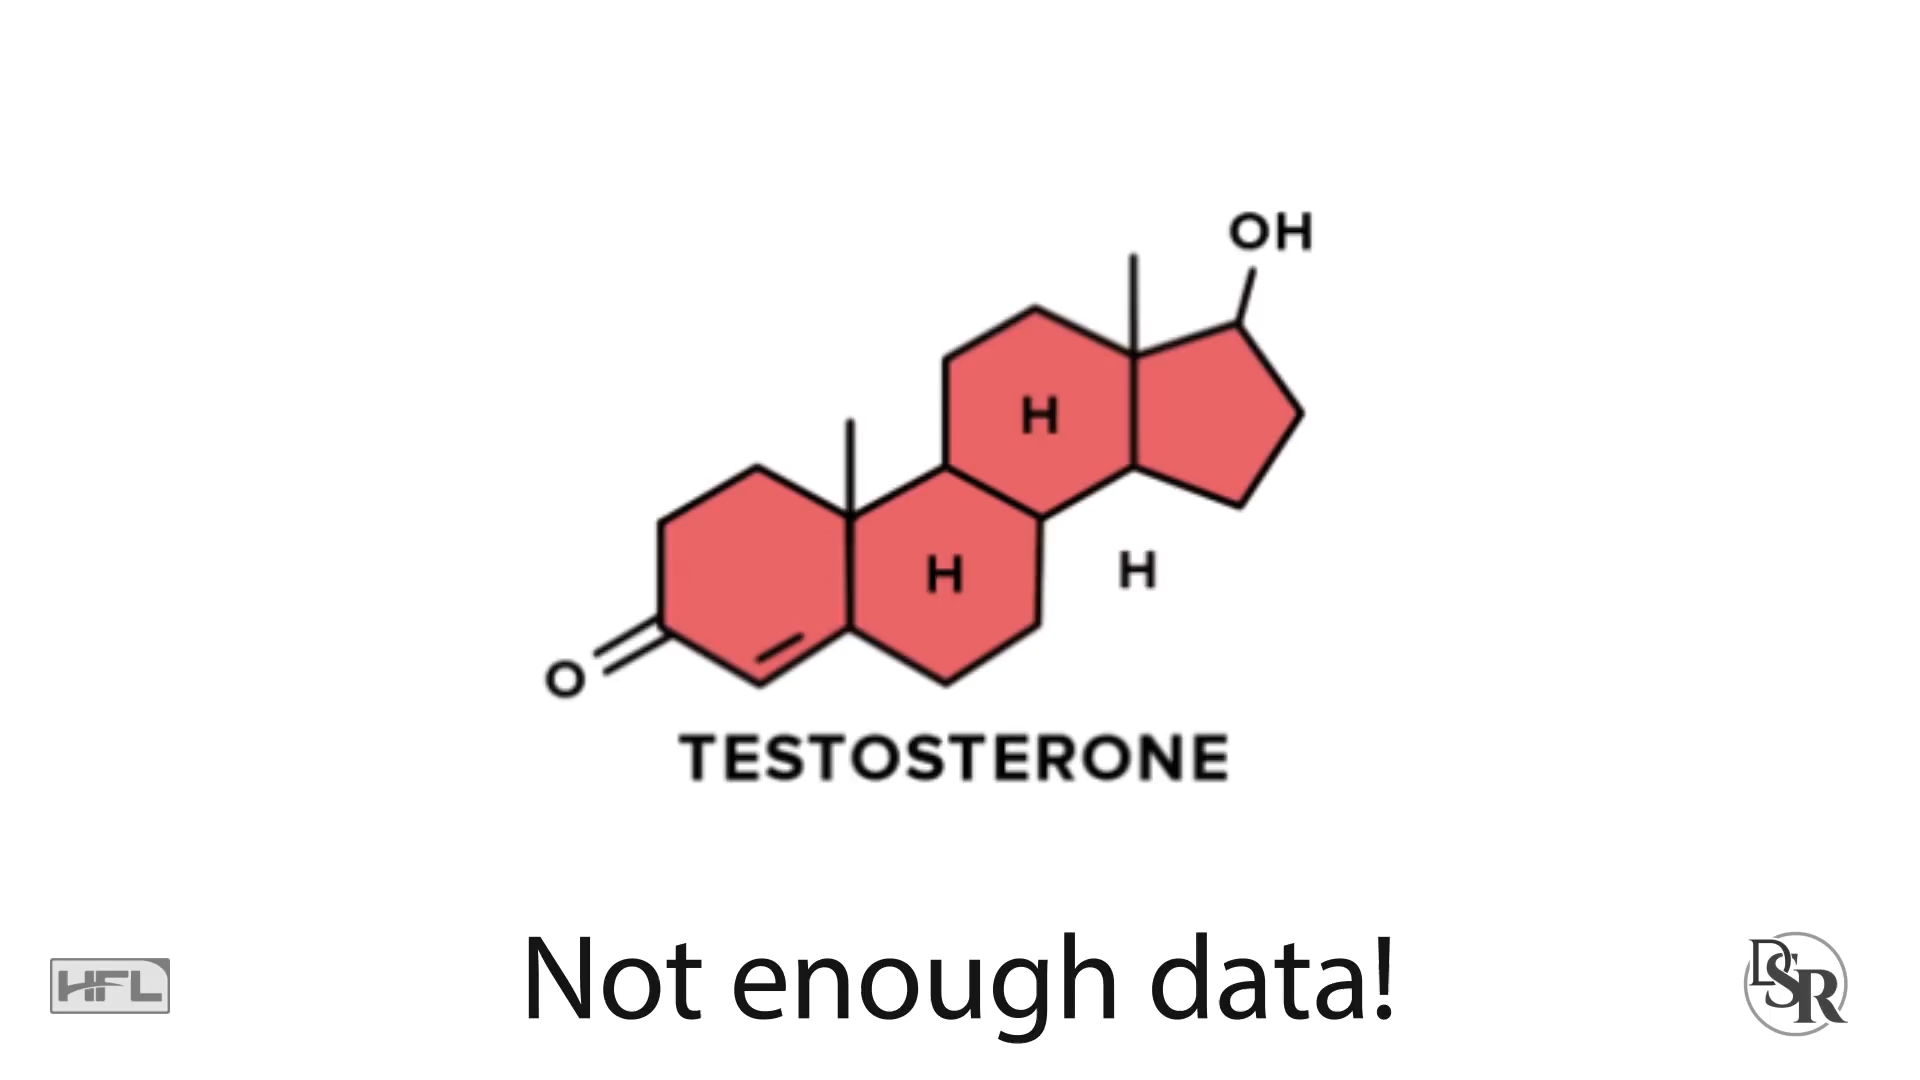 OH
H
H
H
O
TESTOSTERONE
Not enough data!
HFL
DSR